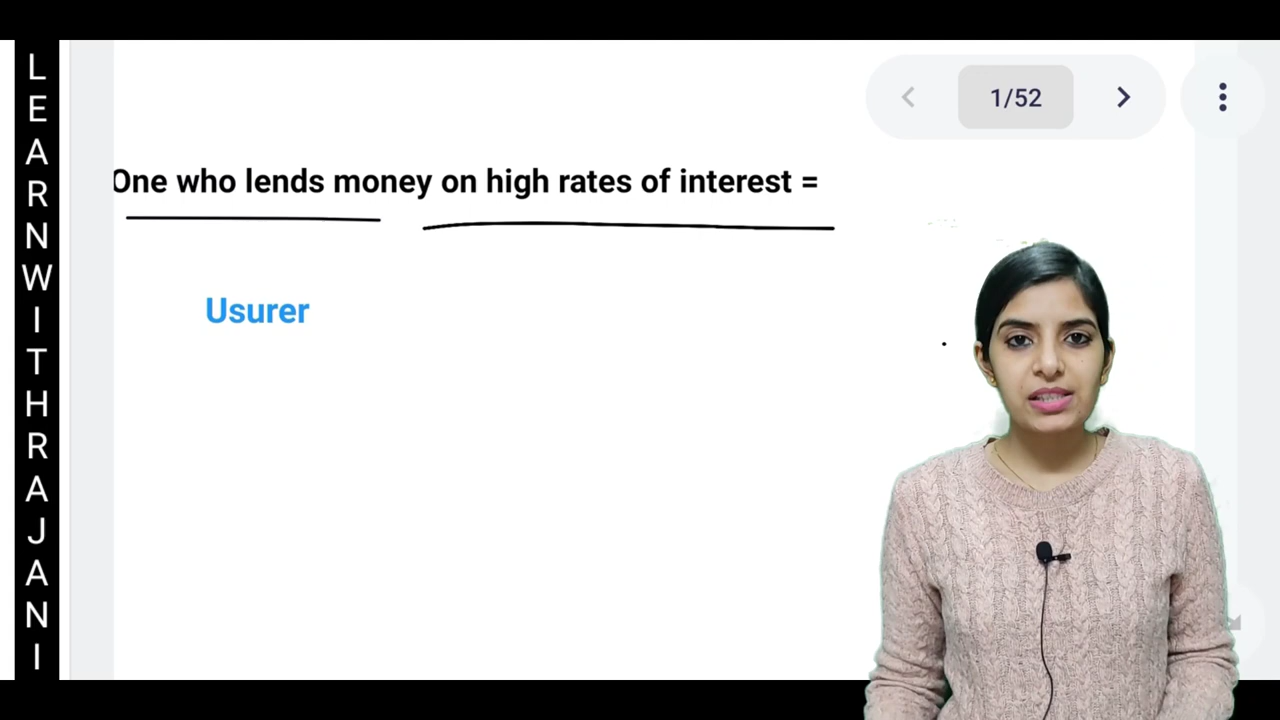 LEARNWITHRAJANI
1/52
One who lends money on high rates of interest =
Usurer